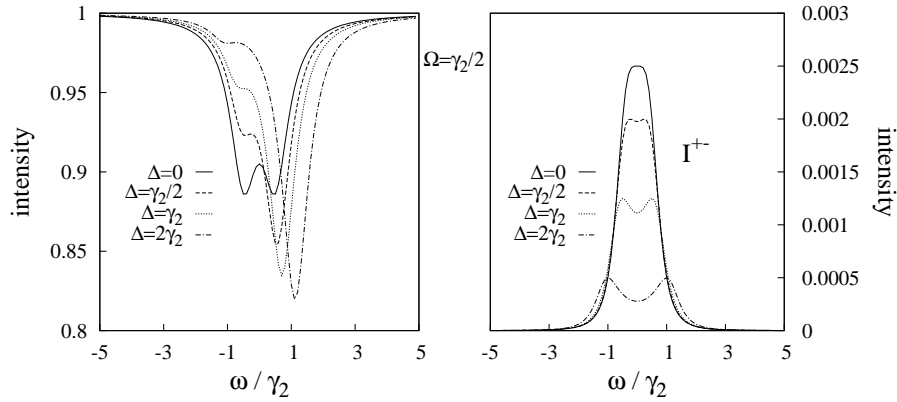 1
0.95
0.9
0.85
0.8
intensity
Δ=0
Δ=γ₂/2
Δ=γ₂
Δ=2γ₂
-5 -3 -1 1 3 5
ω / γ₂
Ω=γ₂/2
I⁺⁻
Δ=0
Δ=γ₂/2
Δ=γ₂
Δ=2γ₂
0.003
0.0025
0.002
0.0015
0.001
0.0005
0
intensity
-5 -3 -1 1 3 5
ω / γ₂